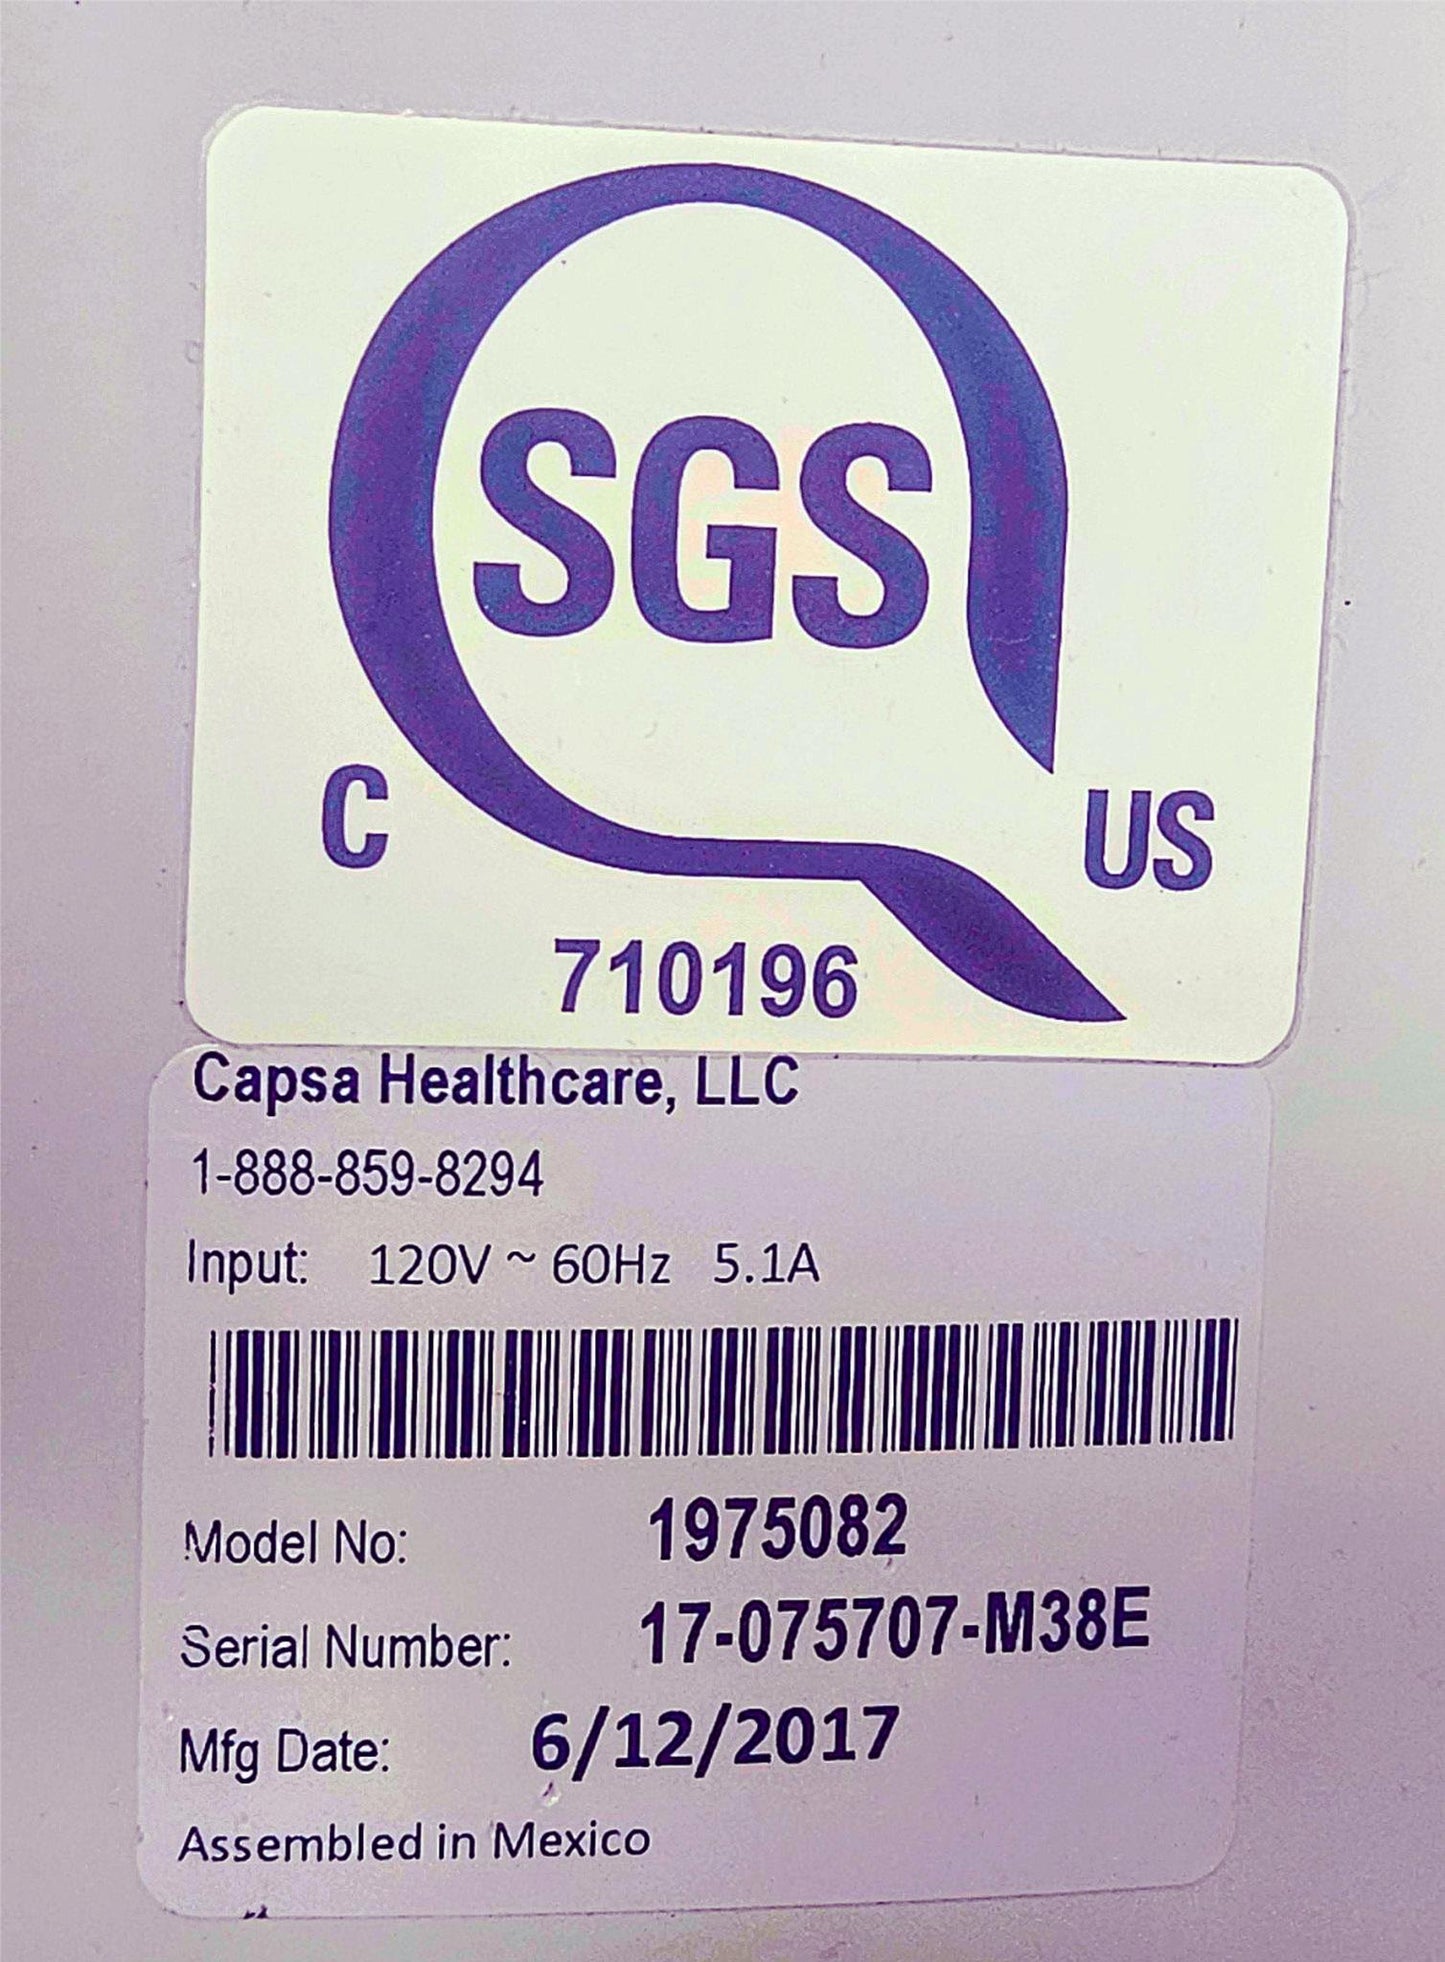 SGS
C US
710196
Capsa Healthcare, LLC
1-888-859-8294
Input: 120V ~ 60Hz 5.1A
Model No: 1975082
Serial Number: 17-075707-M38E
Mfg Date: 6/12/2017
Assembled in Mexico